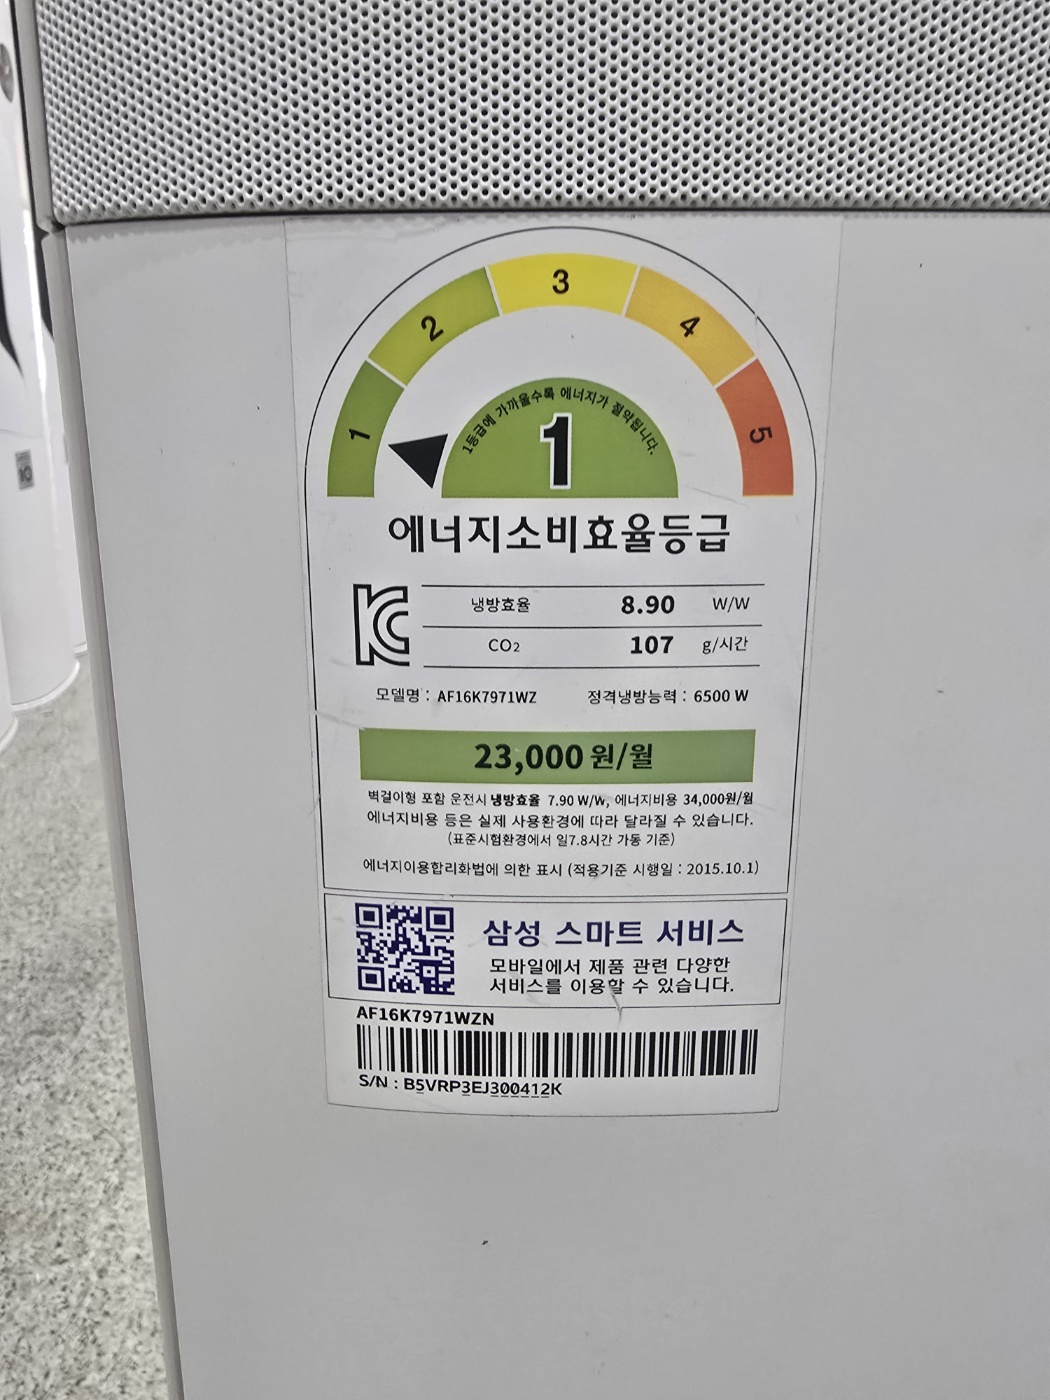 1 2 3 4 5
1등급에 가까울수록 에너지가 절약됩니다.
1
에너지소비효율등급
냉방효율 8.90 W/W
CO₂ 107 g/시간
모델명 : AF16K7971WZ 정격냉방능력 : 6500 W
23,000 원/월
벽걸이형 포함 운전시 냉방효율 7.90 W/W, 에너지비용 34,000원/월
에너지비용 등은 실제 사용환경에 따라 달라질 수 있습니다.
(표준시험환경에서 일7.8시간 가동 기준)
에너지이용합리화법에 의한 표시 (적용기준 시행일 : 2015.10.1)
삼성 스마트 서비스
모바일에서 제품 관련 다양한
서비스를 이용할 수 있습니다.
AF16K7971WZN
S/N : B5VRP3EJ300412K